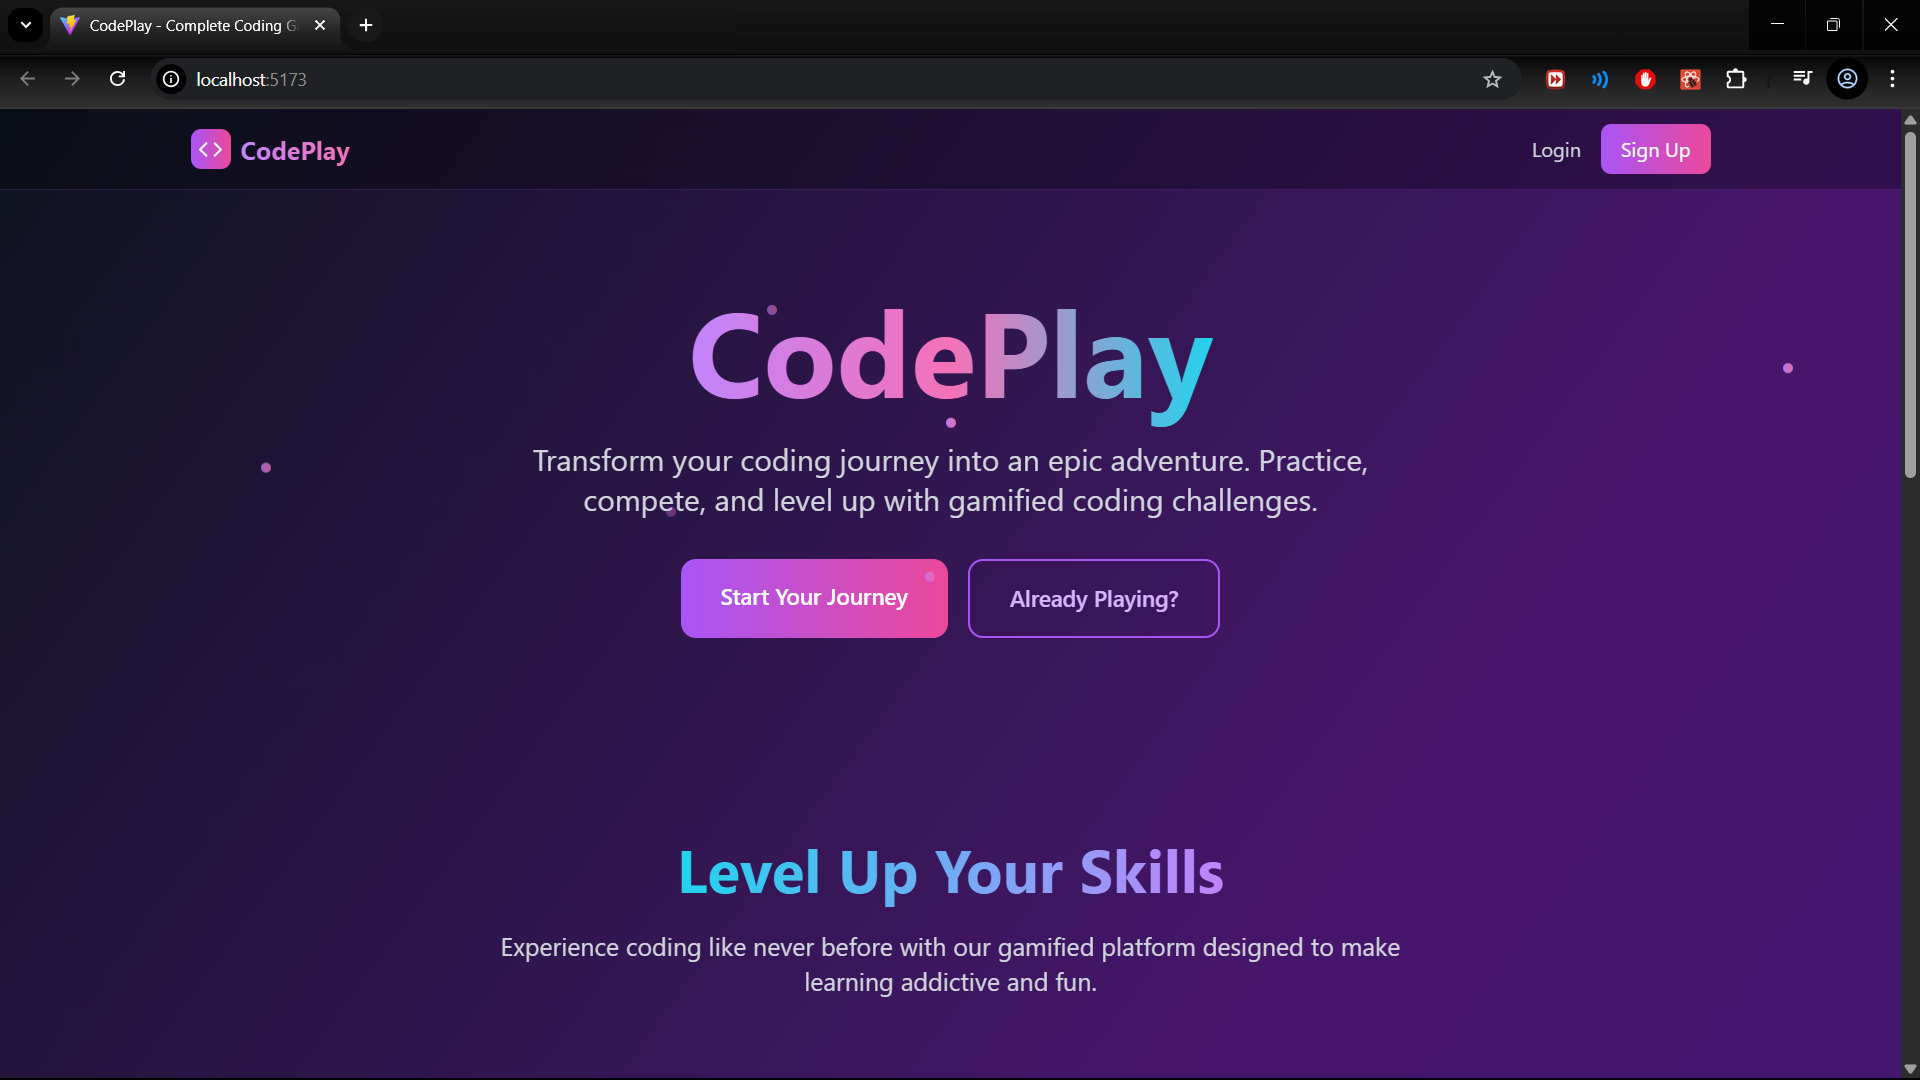 CodePlay - Complete Coding G
localhost:5173
CodePlay
Login
Sign Up
CodePlay
Transform your coding journey into an epic adventure. Practice,
compete, and level up with gamified coding challenges.
Start Your Journey
Already Playing?
Level Up Your Skills
Experience coding like never before with our gamified platform designed to make
learning addictive and fun.